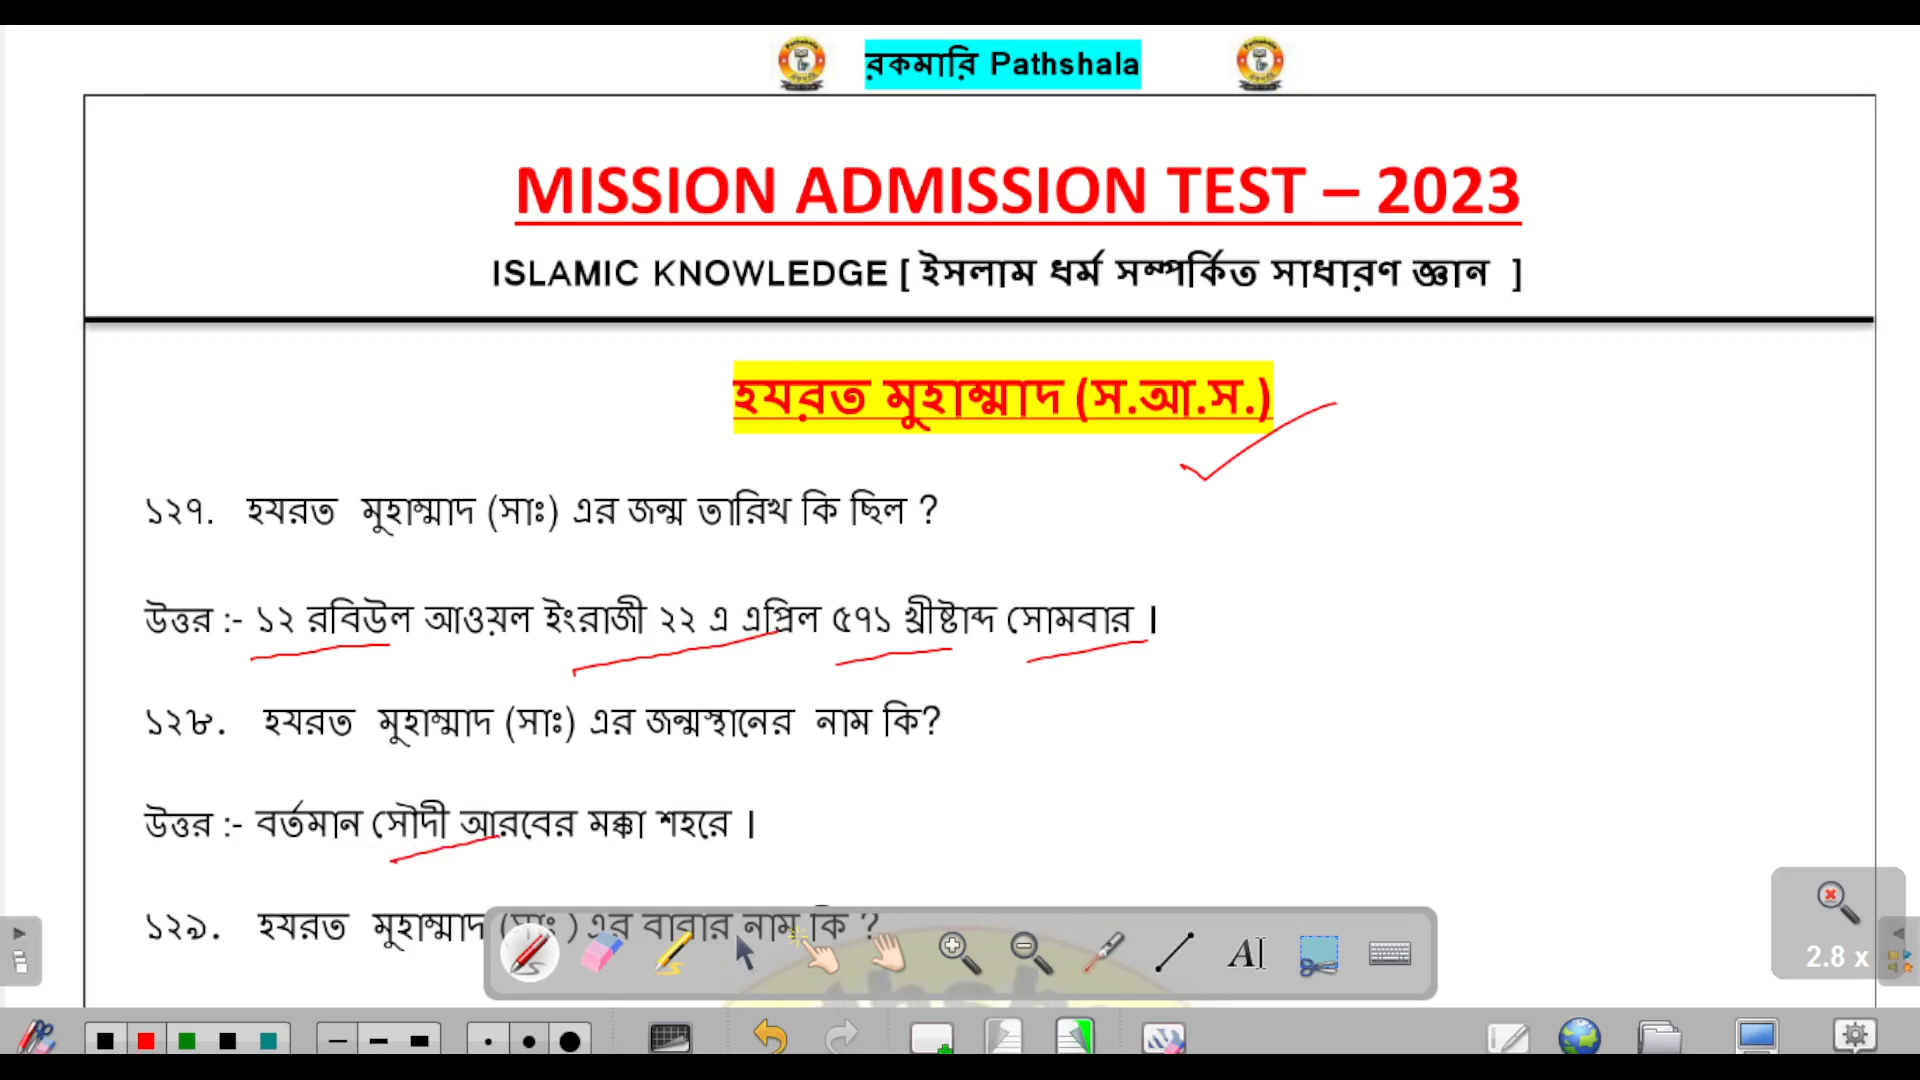 রকমারি Pathshala
MISSION ADMISSION TEST – 2023
ISLAMIC KNOWLEDGE [ ইসলাম ধর্ম সম্পর্কিত সাধারণ জ্ঞান ]
হযরত মুহাম্মাদ (স.আ.স.)
১২৭. হযরত মুহাম্মাদ (সাঃ) এর জন্ম তারিখ কি ছিল ?
উত্তর :- ১২ রবিউল আওয়ল ইংরাজী ২২ এ এপ্রিল ৫৭১ খ্রীষ্টাব্দ সোমবার ।
১২৮. হযরত মুহাম্মাদ (সাঃ) এর জন্মস্থানের নাম কি?
উত্তর :- বর্তমান সৌদী আরবের মক্কা শহরে ।
১২৯. হযরত মুহাম্মাদ (সাঃ ) এর বাবার নাম কি ?
2.8 x